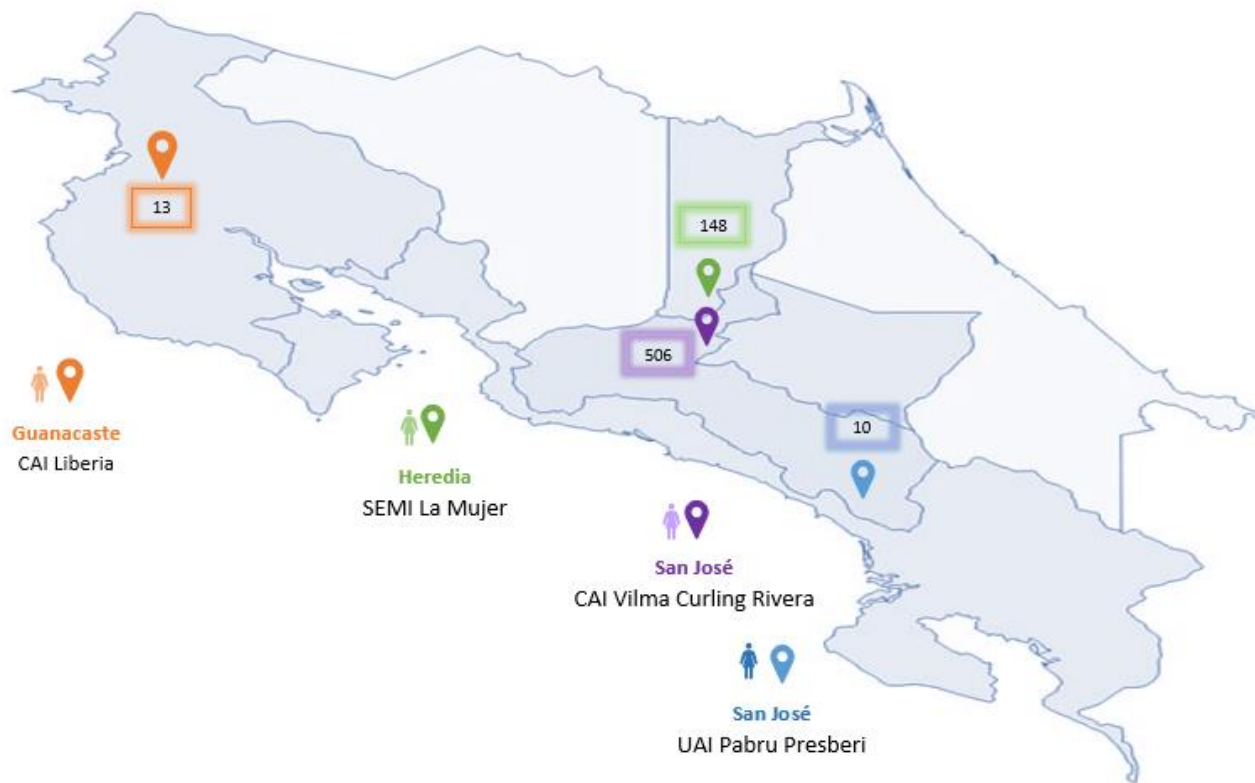 13
148
506
10
Guanacaste
CAI Liberia
Heredia
SEMI La Mujer
San José
CAI Vilma Curling Rivera
San José
UAI Pabru Presberi